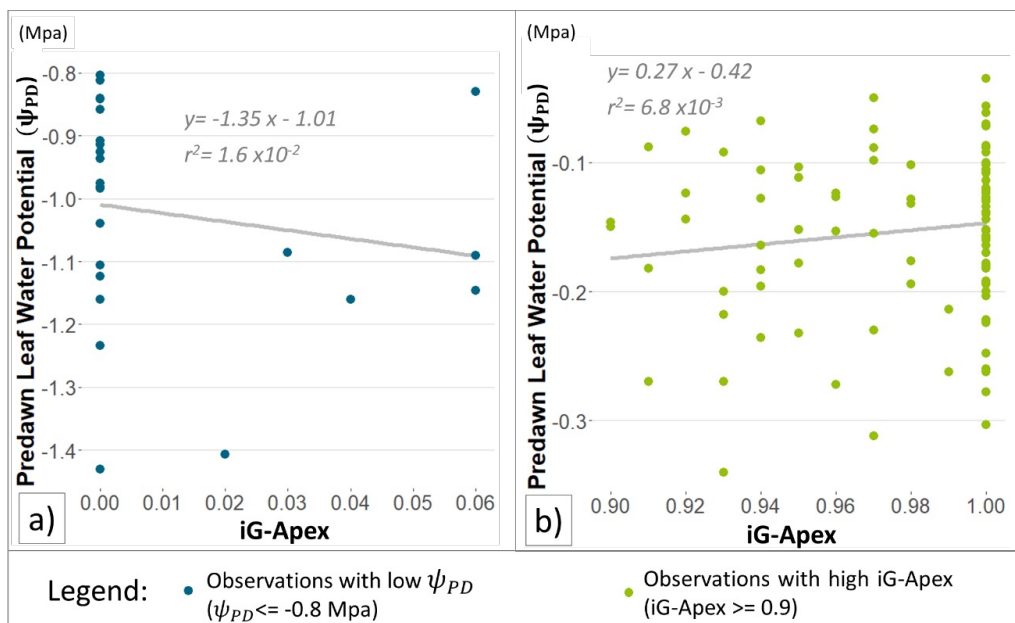 (Mpa)
Predawn Leaf Water Potential (Ψ_PD)
-0.8
-0.9
-1.0
-1.1
-1.2
-1.3
-1.4
y= -1.35 x - 1.01
r²= 1.6 x10⁻²
0.00 0.01 0.02 0.03 0.04 0.05 0.06
iG-Apex
a)
(Mpa)
Predawn Leaf Water Potential (Ψ_PD)
-0.1
-0.2
-0.3
y= 0.27 x - 0.42
r²= 6.8 x10⁻³
0.90 0.92 0.94 0.96 0.98 1.00
iG-Apex
b)
Legend:
Observations with low ψ_PD
(ψ_PD<= -0.8 Mpa)
Observations with high iG-Apex
(iG-Apex >= 0.9)